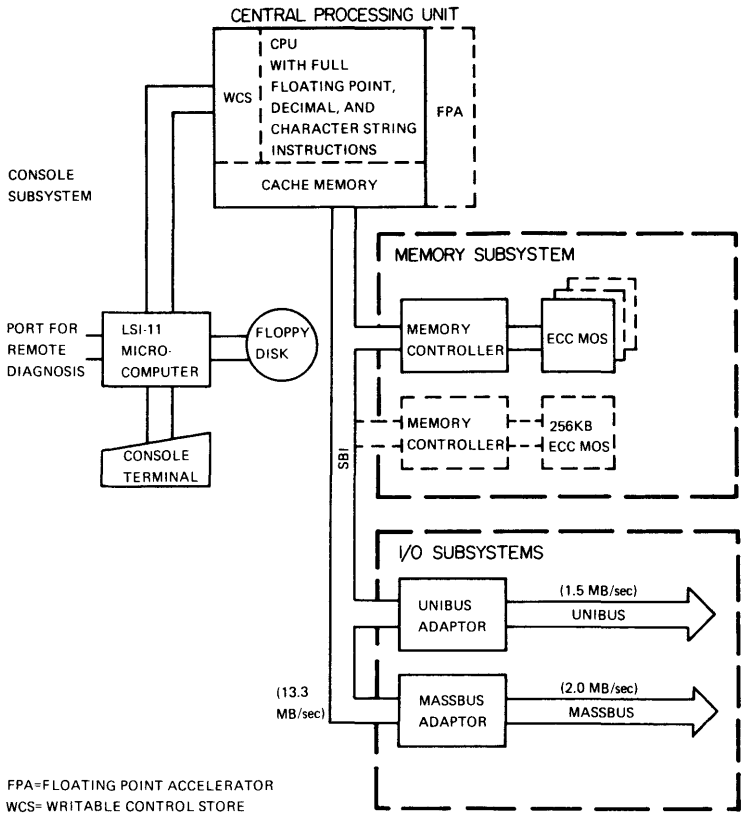 CENTRAL PROCESSING UNIT
WCS
CPU
WITH FULL
FLOATING POINT,
DECIMAL, AND
CHARACTER STRING
INSTRUCTIONS
FPA
CACHE MEMORY
CONSOLE
SUBSYSTEM
PORT FOR
REMOTE
DIAGNOSIS
LSI-11
MICRO-
COMPUTER
FLOPPY
DISK
CONSOLE
TERMINAL
MEMORY SUBSYSTEM
MEMORY
CONTROLLER
ECC MOS
MEMORY
CONTROLLER
256KB
ECC MOS
SBI
I/O SUBSYSTEMS
UNIBUS
ADAPTOR
(1.5 MB/sec)
UNIBUS
(13.3
MB/sec)
MASSBUS
ADAPTOR
(2.0 MB/sec)
MASSBUS
FPA=FLOATING POINT ACCELERATOR
WCS= WRITABLE CONTROL STORE